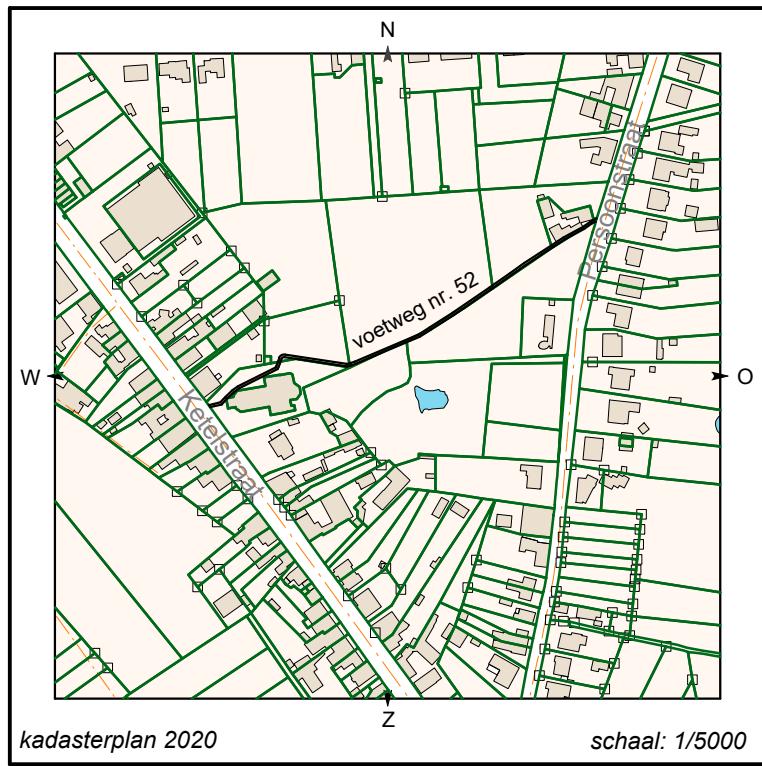 N
Persoonstraat
voetweg nr. 52
W
O
Ketelstraat
Z
kadasterplan 2020
schaal: 1/5000